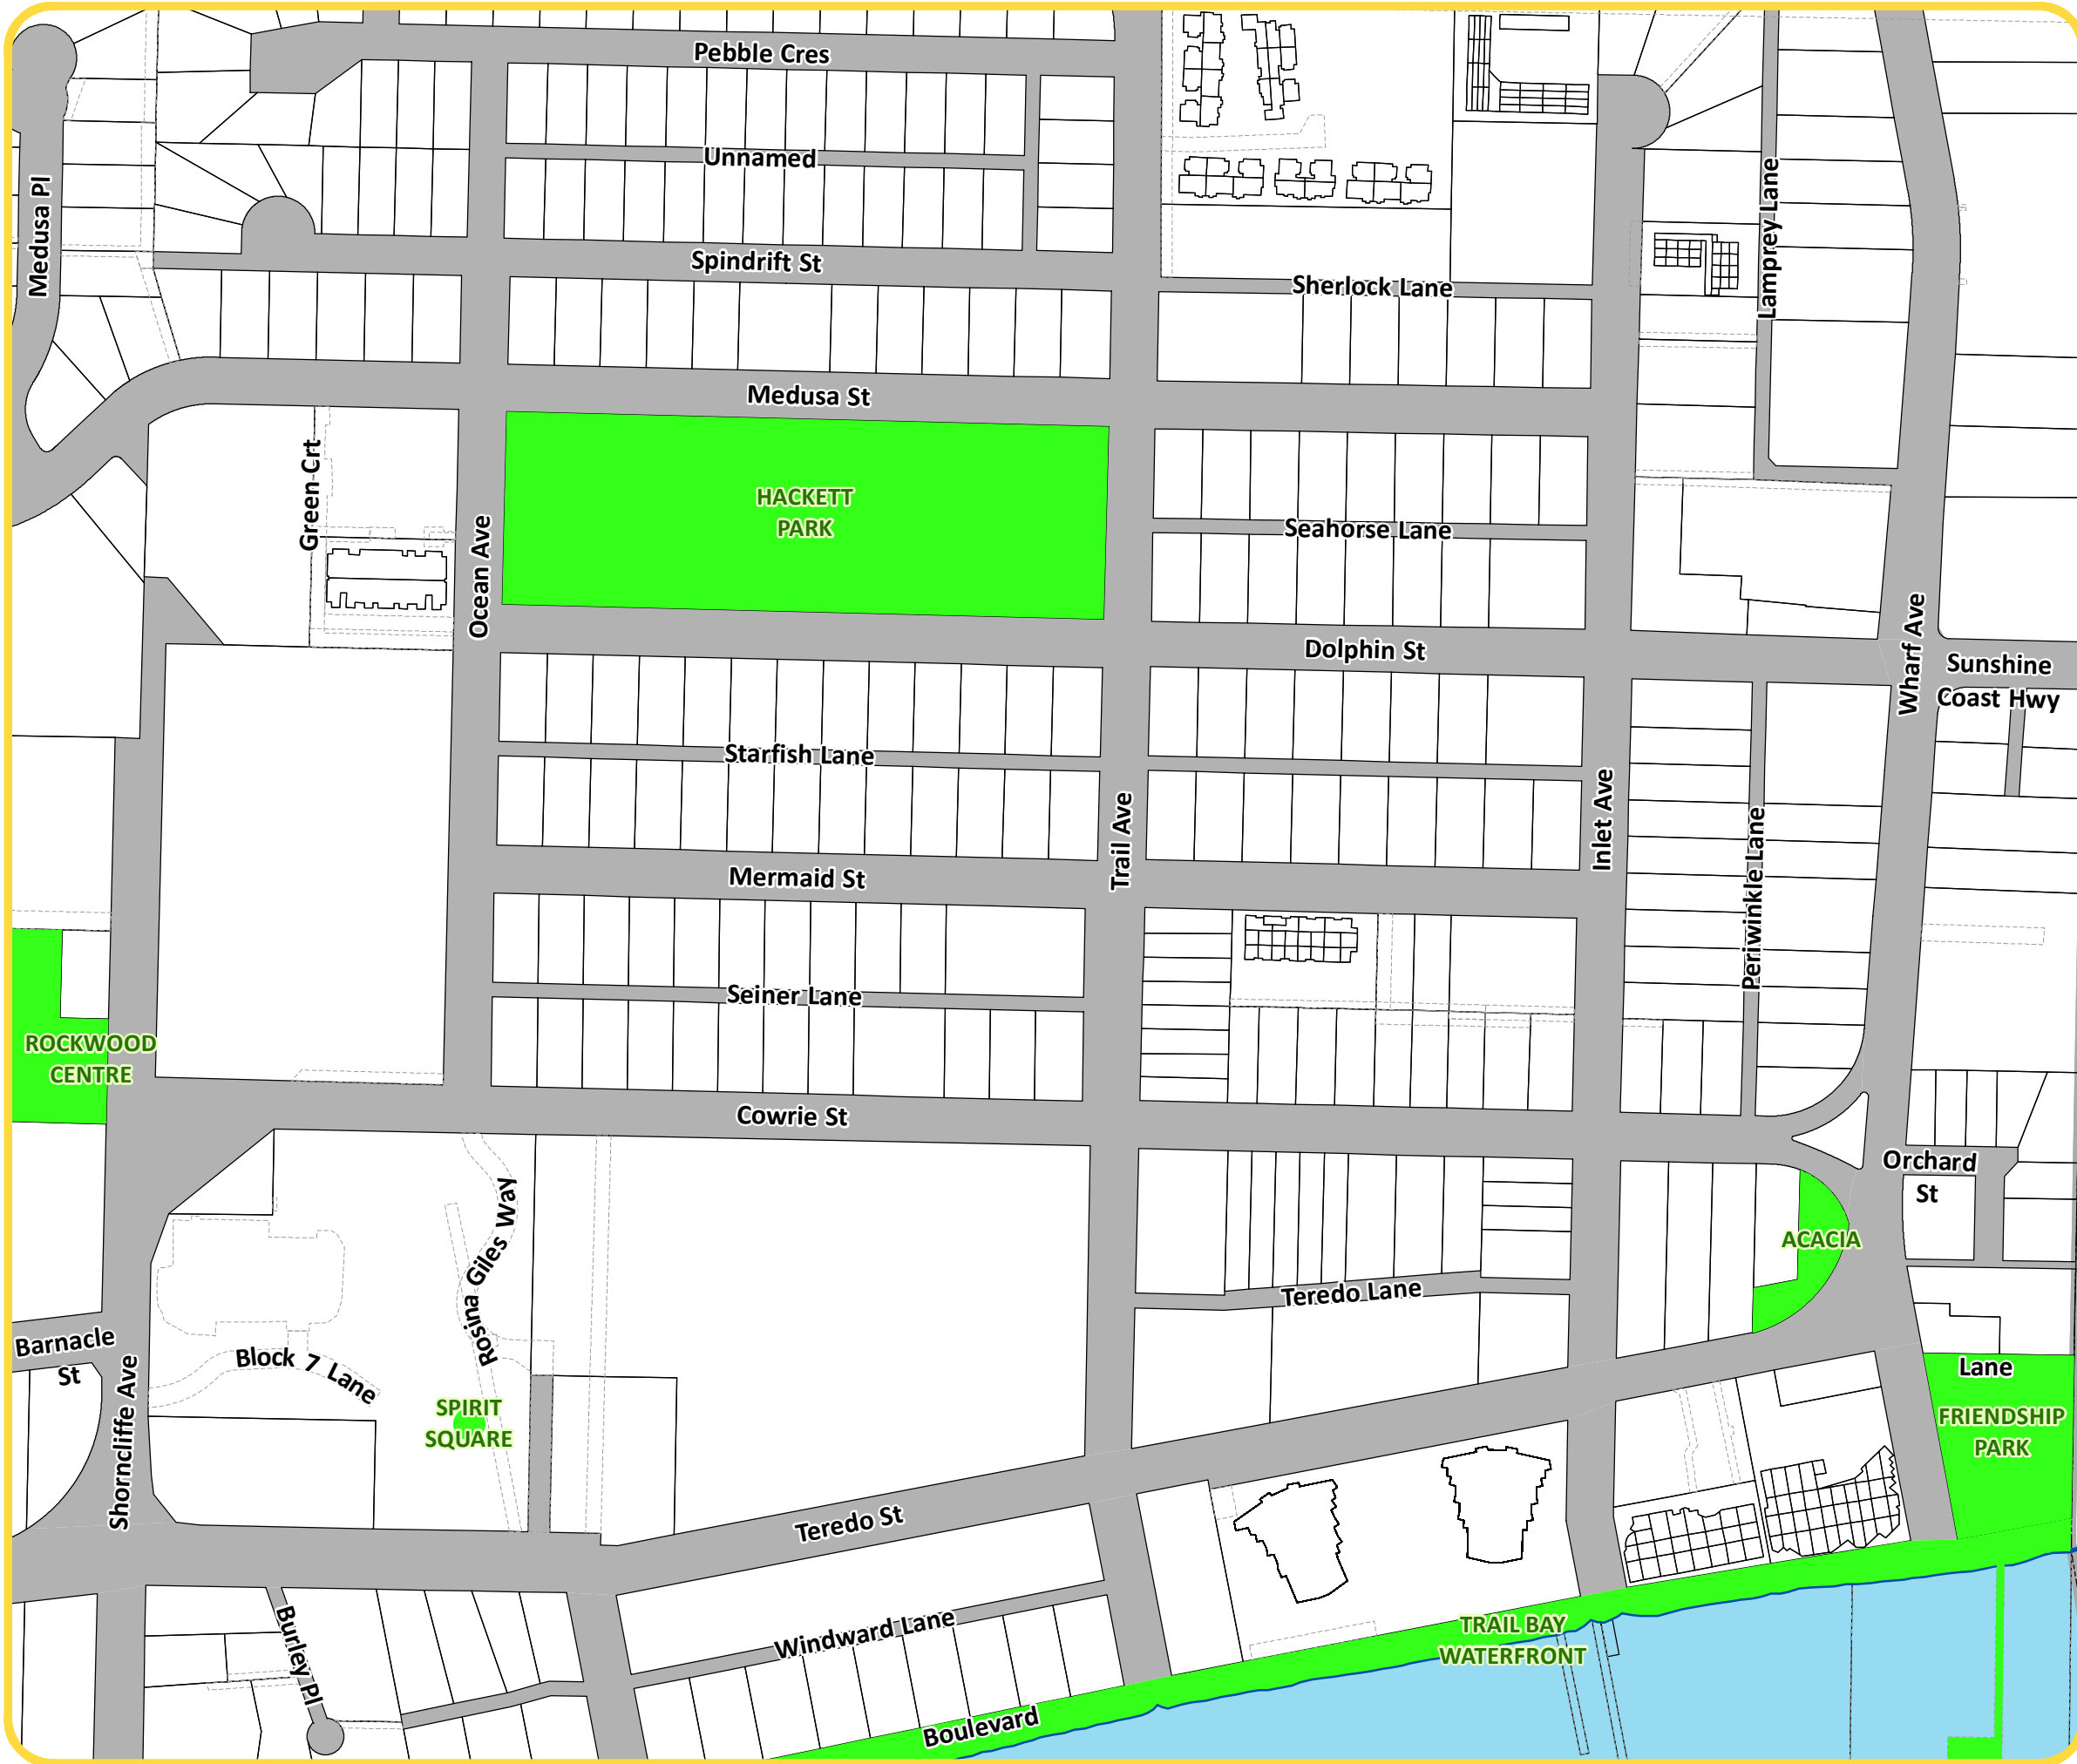 Pebble Cres
Unnamed
Medusa Pl
Lamprey Lane
Spindrift St
Sherlock Lane
Medusa St
Green Crt
HACKETT
PARK
Ocean Ave
Seahorse Lane
Dolphin St
Wharf Ave
Sunshine
Coast Hwy
Starfish Lane
Trail Ave
Inlet Ave
Periwinkle Lane
Mermaid St
Seiner Lane
ROCKWOOD
CENTRE
Cowrie St
Orchard
St
Rosina Giles Way
ACACIA
Teredo Lane
Barnacle
St
Block 7 Lane
Shorncliffe Ave
SPIRIT
SQUARE
Lane
FRIENDSHIP
PARK
Teredo St
Burley Pl
Windward Lane
TRAIL BAY
WATERFRONT
Boulevard